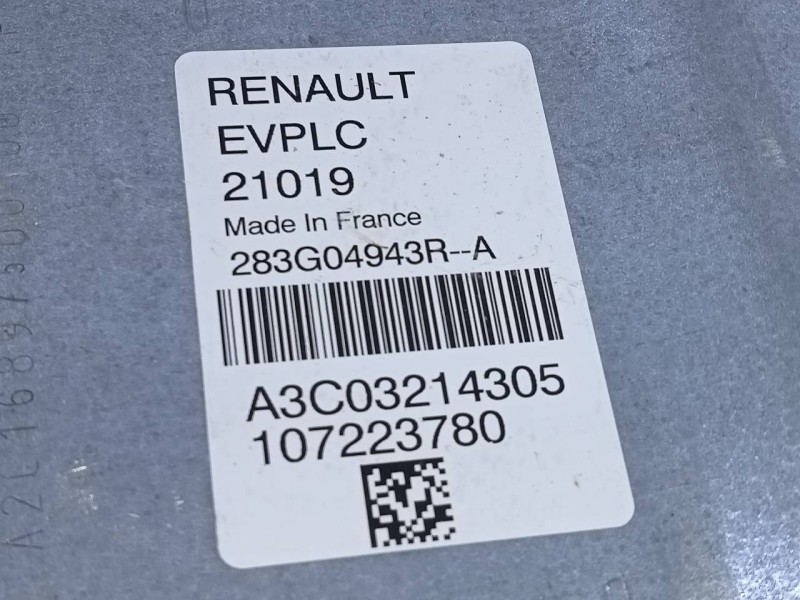 RENAULT
EVPLC
21019
Made In France
283G04943R--A
A3C03214305
107223780